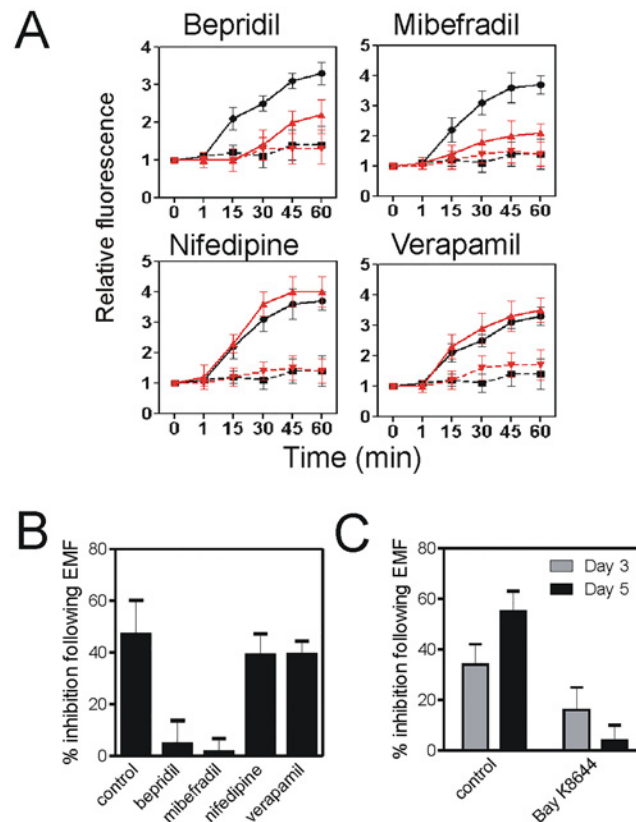 A
Bepridil
Mibefradil
4
3
2
1
0 1 15 30 45 60
5
4
3
2
1
0
0 1 15 30 45 60
Relative fluorescence
Nifedipine
Verapamil
5
4
3
2
1
0
0 1 15 30 45 60
5
4
3
2
1
0
0 1 15 30 45 60
Time (min)
B
% inhibition following EMF
80
60
40
20
0
control
bepridil
mibefradil
nifedipine
verapamil
C
% inhibition following EMF
80
60
40
20
0
Day 3
Day 5
control
Bay K8644